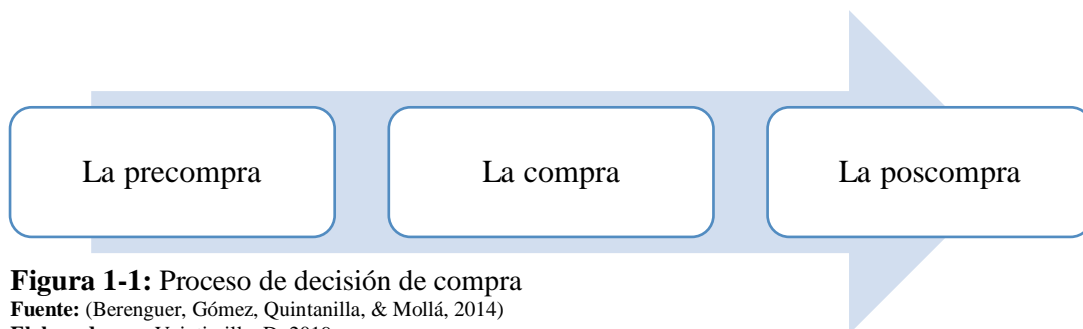 La precompra
La compra
La poscompra
Figura 1-1: Proceso de decisión de compra
Fuente: (Berenguer, Gómez, Quintanilla, & Mollá, 2014)